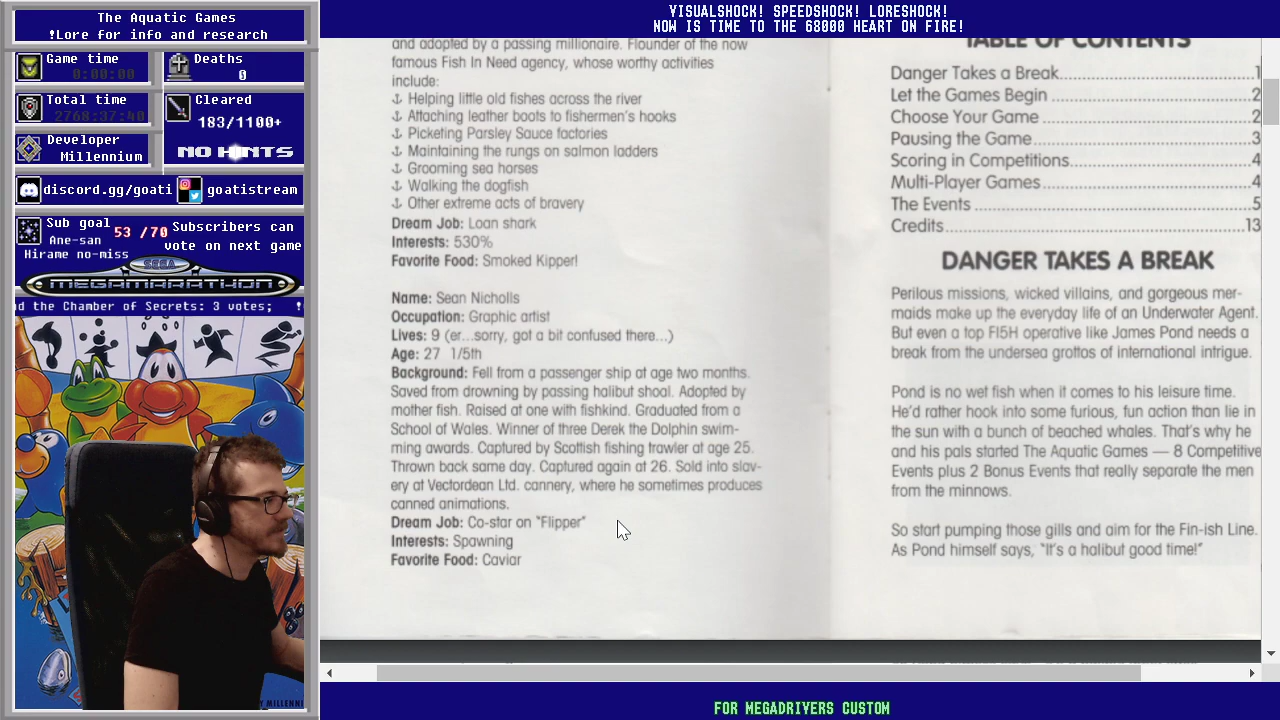 The Aquatic Games
!Lore for info and research
Game time
0:00:00
Deaths
0
Total time
2768:37:40
Cleared
183/1100+
Developer
Millennium
NO HINTS
discord.gg/goati
goatistream
Sub goal
53 /70
Ane-san
Hirame no-miss
Subscribers can
vote on next game
SEGA
MEGAMARATHON
d the Chamber of Secrets: 3 votes;    !
VISUALSHOCK! SPEEDSHOCK! LORESHOCK!
NOW IS TIME TO THE 68000 HEART ON FIRE!
and adopted by a passing millionaire. Flounder of the now
famous Fish In Need agency, whose worthy activities
include:
Helping little old fishes across the river
Attaching leather boots to fishermen's hooks
Picketing Parsley Sauce factories
Maintaining the rungs on salmon ladders
Grooming sea horses
Walking the dogfish
Other extreme acts of bravery
Dream Job: Loan shark
Interests: 530%
Favorite Food: Smoked Kipper!
Name: Sean Nicholls
Occupation: Graphic artist
Lives: 9 (er...sorry, got a bit confused there...)
Age: 27 1/5th
Background: Fell from a passenger ship at age two months.
Saved from drowning by passing halibut shoal. Adopted by
mother fish. Raised at one with fishkind. Graduated from a
School of Wales. Winner of three Derek the Dolphin swim-
ming awards. Captured by Scottish fishing trawler at age 25.
Thrown back same day. Captured again at 26. Sold into slav-
ery at Vectordean Ltd. cannery, where he sometimes produces
canned animations.
Dream Job: Co-star on "Flipper"
Interests: Spawning
Favorite Food: Caviar
TABLE OF CONTENTS
Danger Takes a Break 1
Let the Games Begin 2
Choose Your Game 2
Pausing the Game 3
Scoring in Competitions 4
Multi-Player Games 4
The Events 5
Credits 13
DANGER TAKES A BREAK
Perilous missions, wicked villains, and gorgeous mer-
maids make up the everyday life of an Underwater Agent.
But even a top FI5H operative like James Pond needs a
break from the undersea grottos of international intrigue.
Pond is no wet fish when it comes to his leisure time.
He'd rather hook into some furious, fun action than lie in
the sun with a bunch of beached whales. That's why he
and his pals started The Aquatic Games — 8 Competitive
Events plus 2 Bonus Events that really separate the men
from the minnows.
So start pumping those gills and aim for the Fin-ish Line.
As Pond himself says, "It's a halibut good time!"
FOR MEGADRIVERS CUSTOM